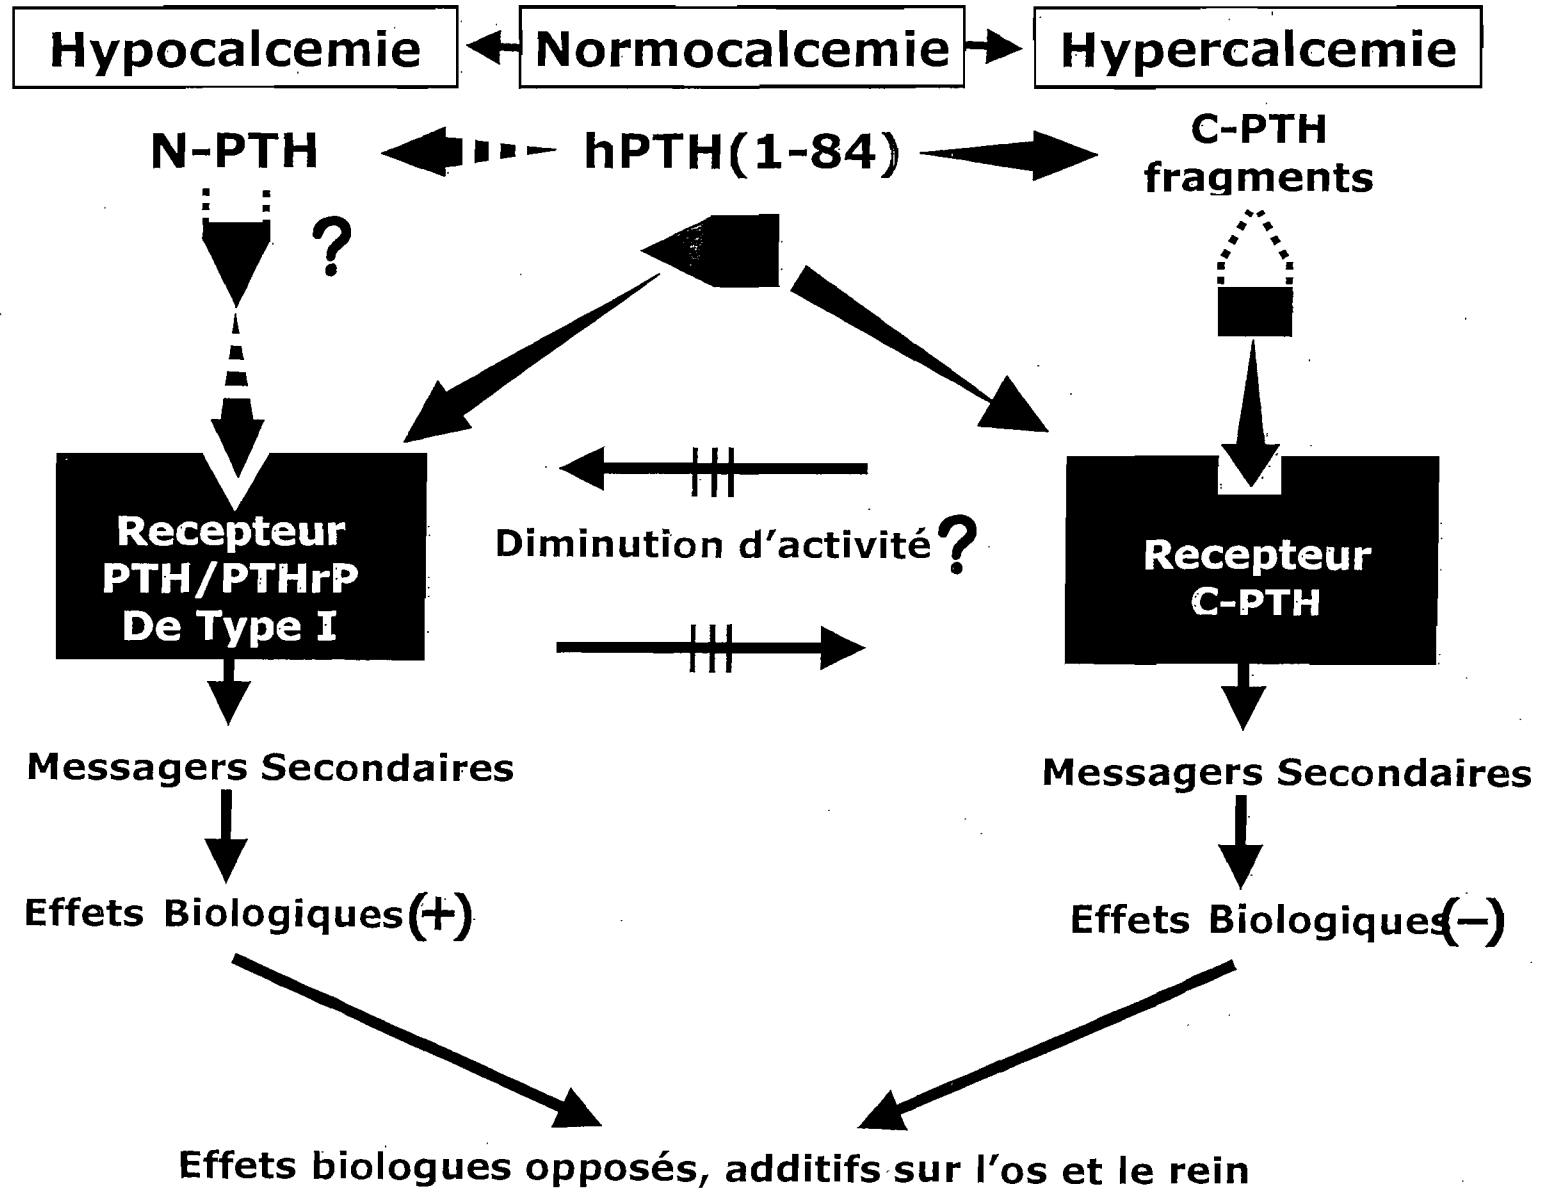 Hypocalcemie
Normocalcemie
Hypercalcemie
N-PTH
hPTH(1-84)
C-PTH
fragments
?
Recepteur
PTH/PTHrP
De Type I
Diminution d'activité ?
Recepteur
C-PTH
Messagers Secondaires
Messagers Secondaires
Effets Biologiques (+)
Effets Biologiques (−)
Effets biologues opposés, additifs sur l'os et le rein